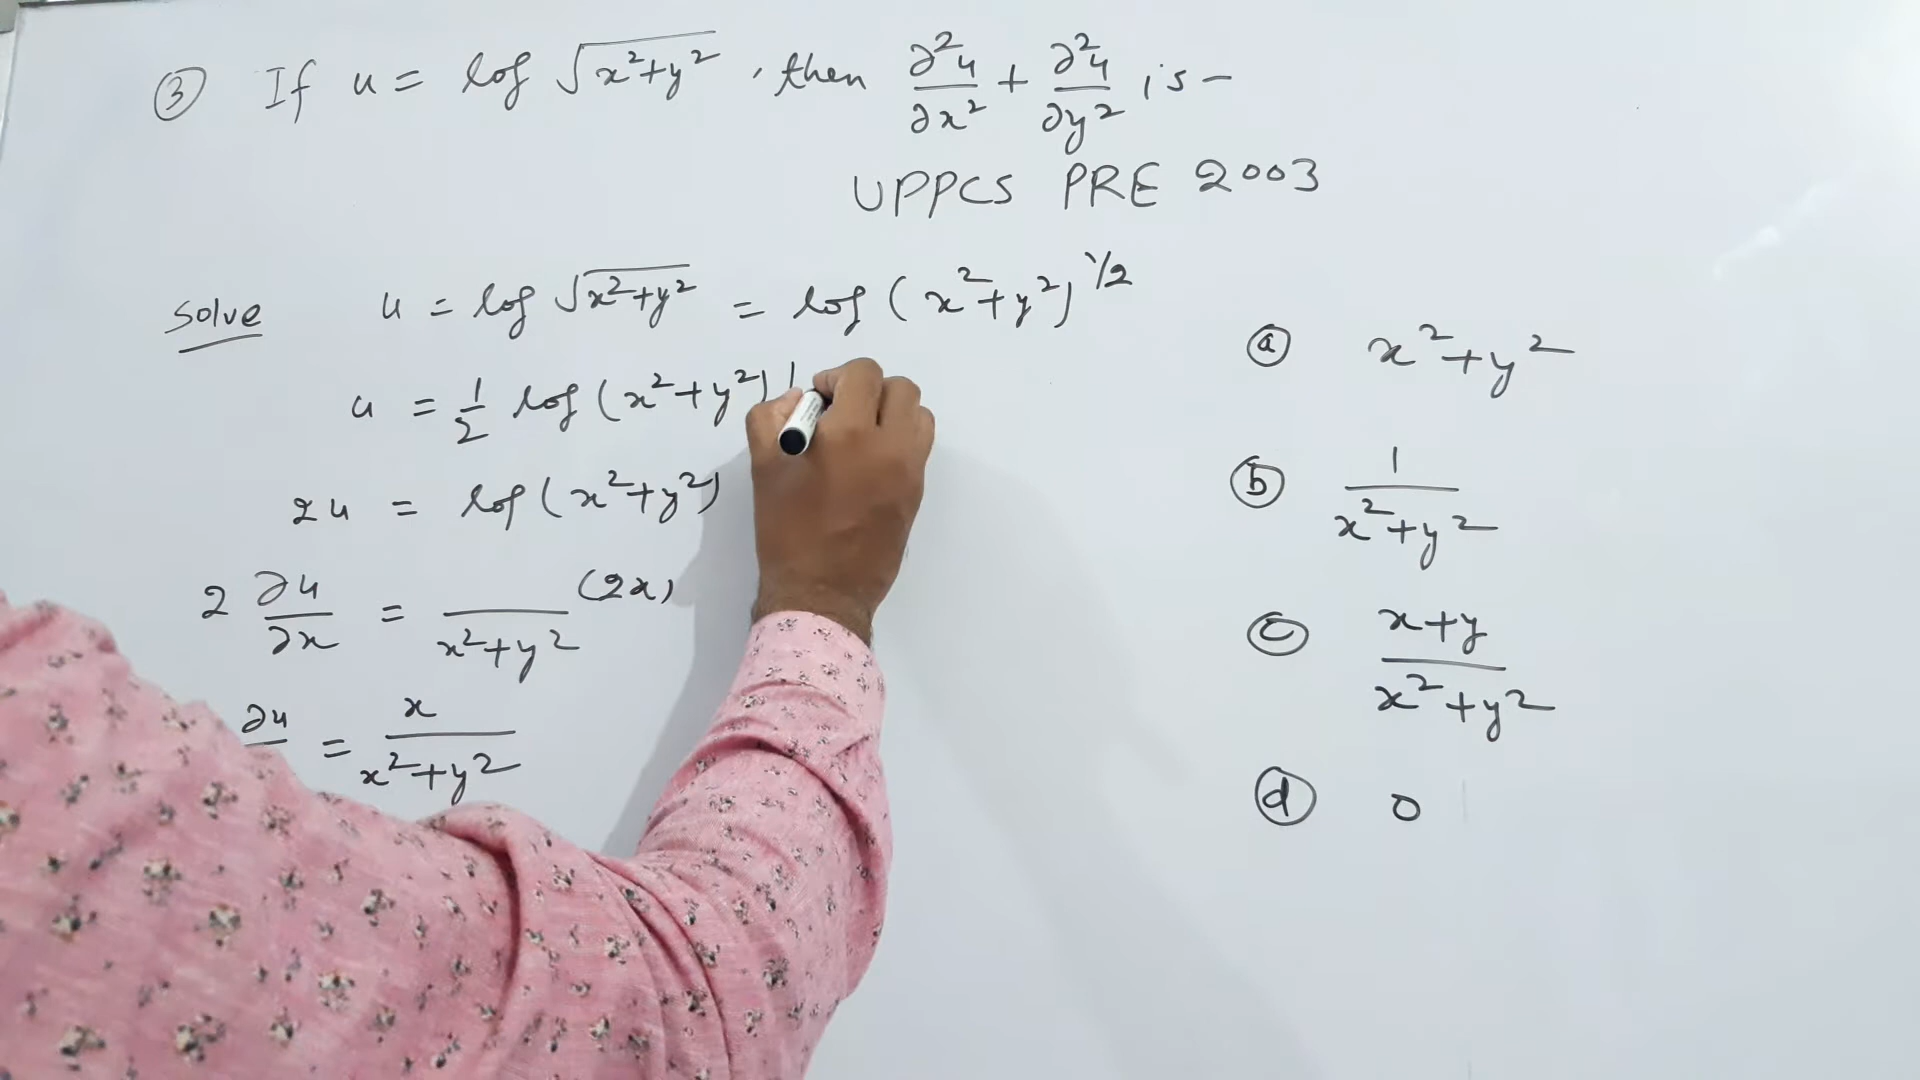 ③ If u = log √(x²+y²) , then ∂²u/∂x² + ∂²u/∂y² is –
UPPCS PRE 2003
Solve u = log √(x²+y²) = log (x²+y²)^1/2
u = 1/2 log (x²+y²)
2u = log (x²+y²)
2 ∂u/∂x = /(x²+y²) (2x)
∂u = x/(x²+y²)
ⓐ x²+y²
ⓑ 1/(x²+y²)
ⓒ (x+y)/(x²+y²)
ⓓ 0